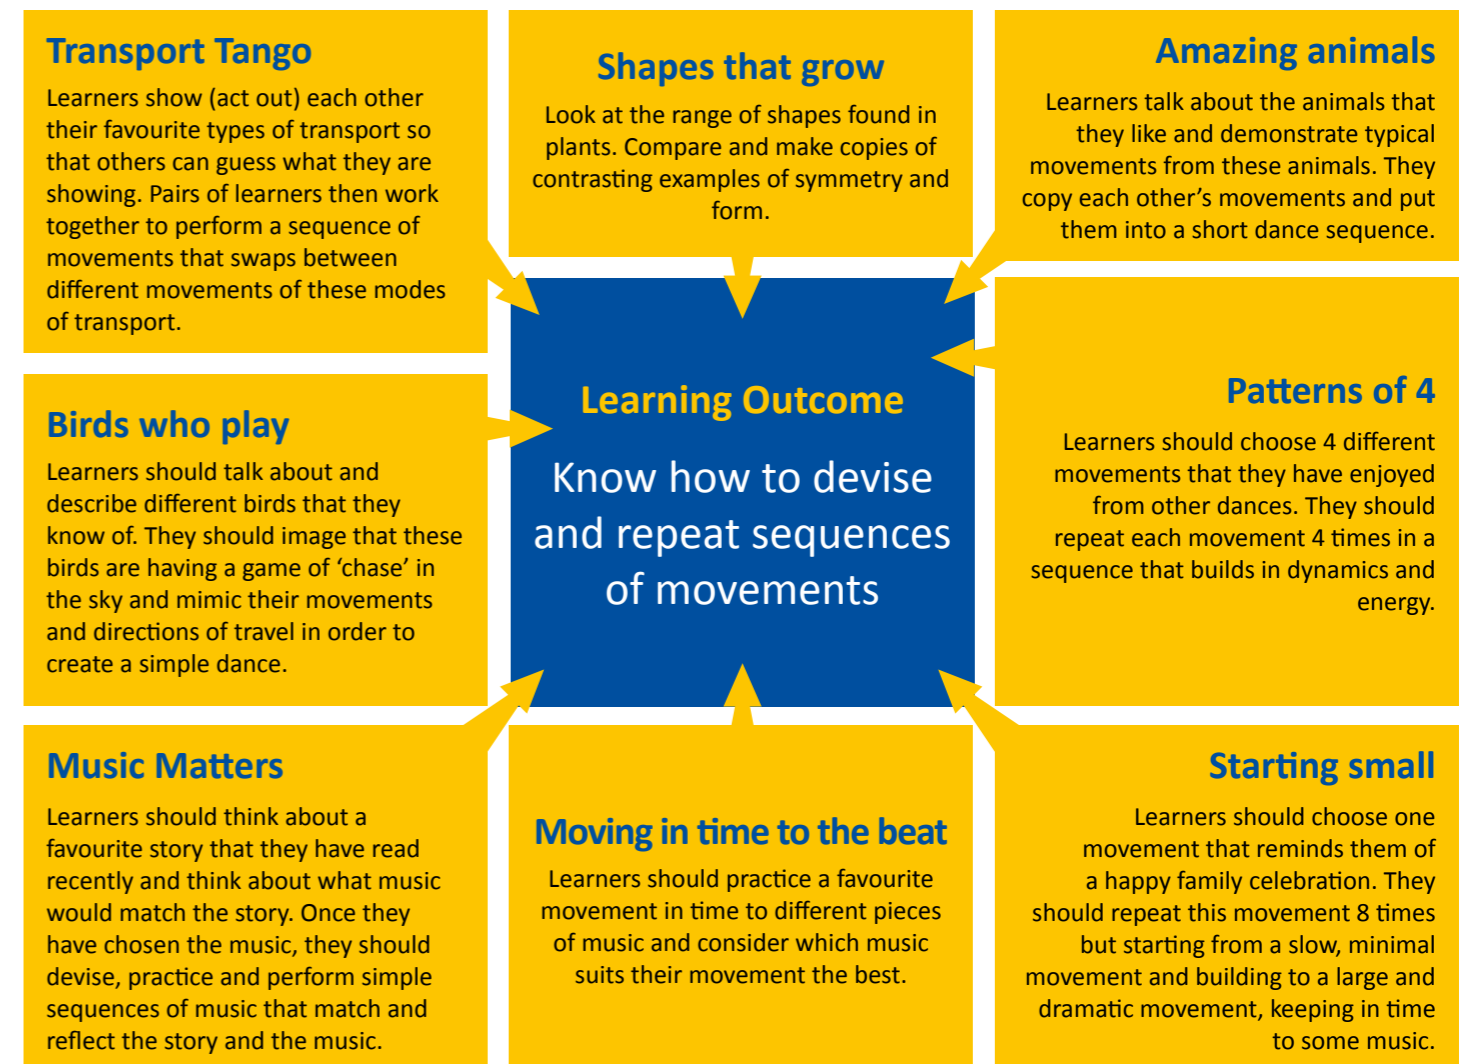 Transport Tango
Learners show (act out) each other
their favourite types of transport so
that others can guess what they are
showing. Pairs of learners then work
together to perform a sequence of
movements that swaps between
different movements of these modes
of transport.
Shapes that grow
Look at the range of shapes found in
plants. Compare and make copies of
contrasting examples of symmetry and
form.
Amazing animals
Learners talk about the animals that
they like and demonstrate typical
movements from these animals. They
copy each other’s movements and put
them into a short dance sequence.
Birds who play
Learners should talk about and
describe different birds that they
know of. They should image that these
birds are having a game of ‘chase’ in
the sky and mimic their movements
and directions of travel in order to
create a simple dance.
Learning Outcome
Know how to devise
and repeat sequences
of movements
Patterns of 4
Learners should choose 4 different
movements that they have enjoyed
from other dances. They should
repeat each movement 4 times in a
sequence that builds in dynamics and
energy.
Music Matters
Learners should think about a
favourite story that they have read
recently and think about what music
would match the story. Once they
have chosen the music, they should
devise, practice and perform simple
sequences of music that match and
reflect the story and the music.
Moving in time to the beat
Learners should practice a favourite
movement in time to different pieces
of music and consider which music
suits their movement the best.
Starting small
Learners should choose one
movement that reminds them of
a happy family celebration. They
should repeat this movement 8 times
but starting from a slow, minimal
movement and building to a large and
dramatic movement, keeping in time
to some music.